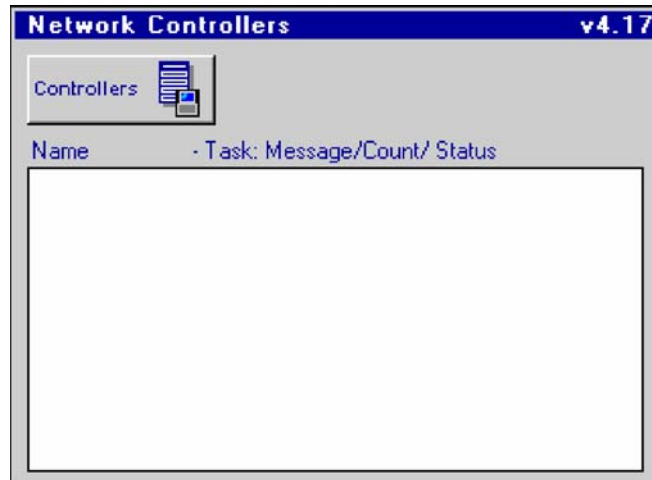 Network Controllers v4.17
Controllers
Name - Task: Message/Count/ Status